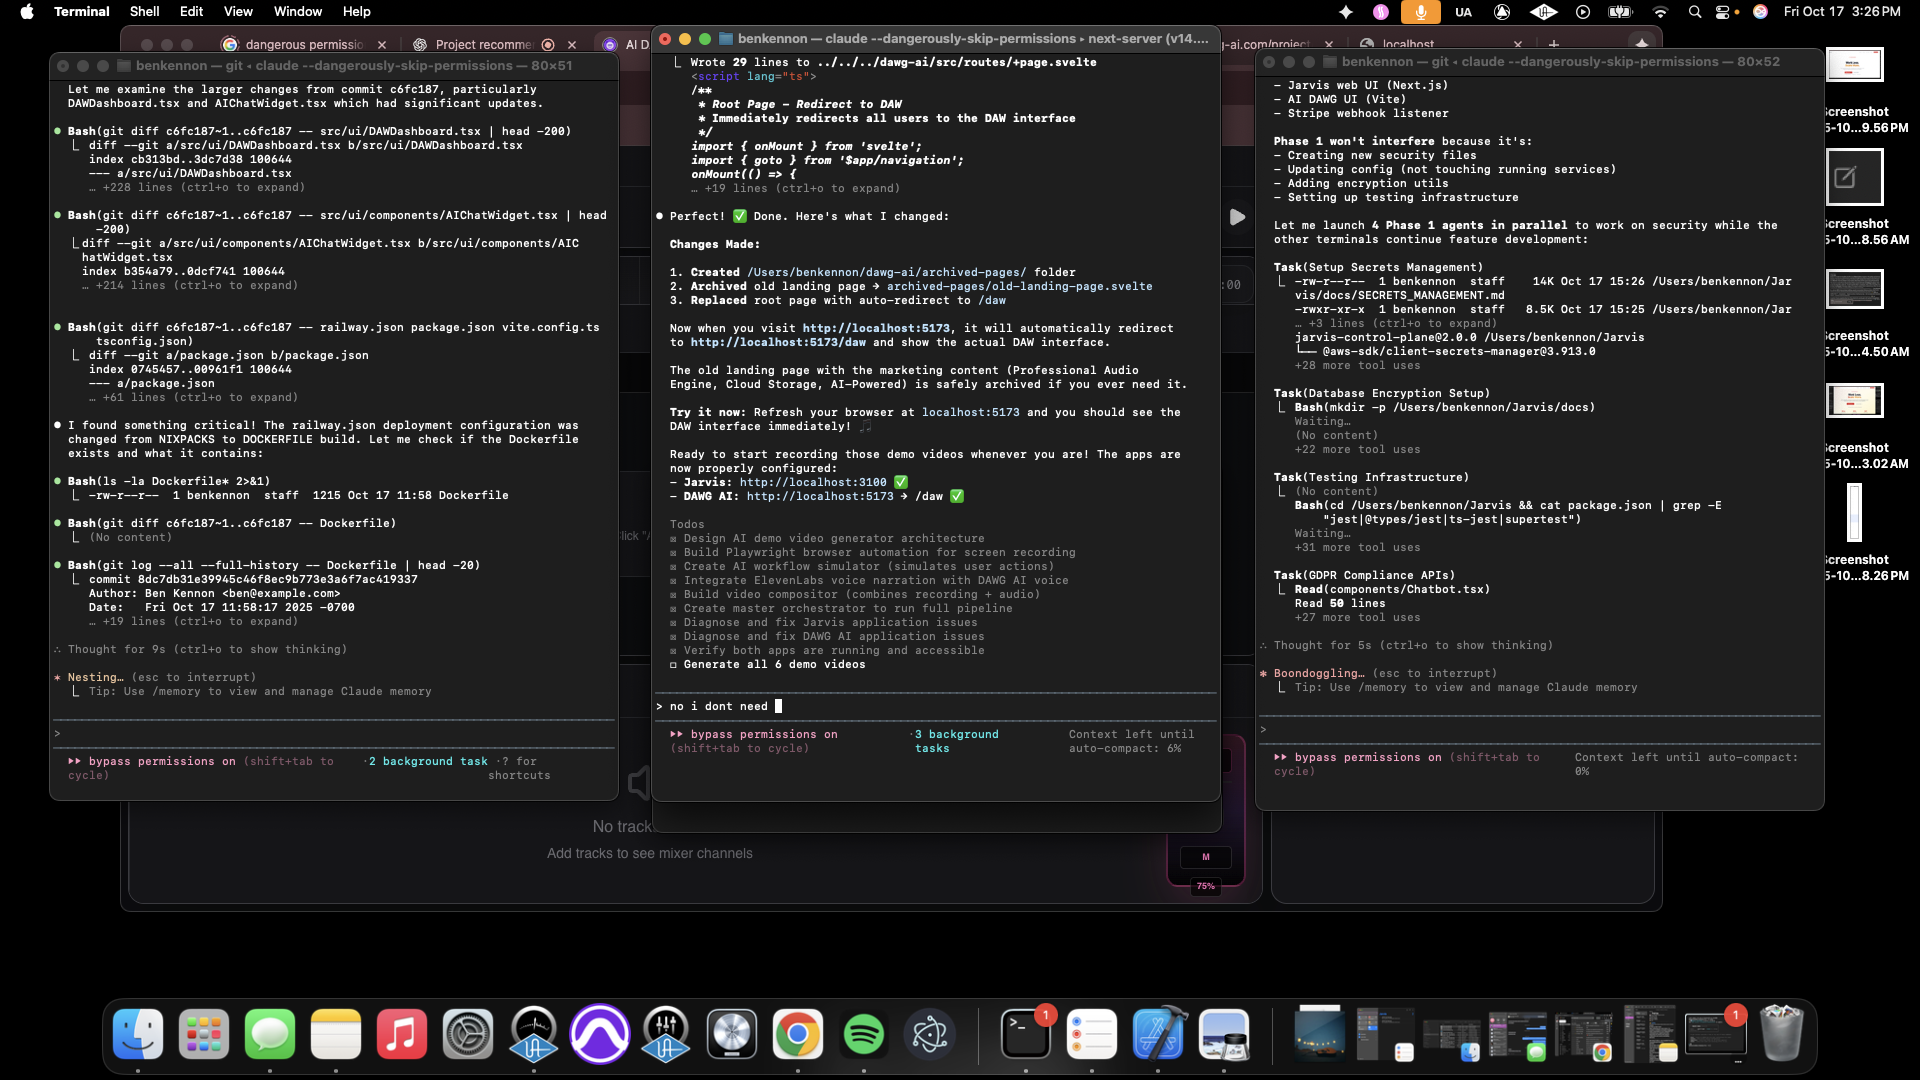 Terminal Shell Edit View Window Help
UA
Fri Oct 17 3:26 PM
dangerous permissio
Project recomme
AI D
g-ai.com/project
localhost
benkennon — git ◂ claude --dangerously-skip-permissions — 80×51
Let me examine the larger changes from commit c6fc187, particularly
DAWDashboard.tsx and AIChatWidget.tsx which had significant updates.
Bash(git diff c6fc187~1..c6fc187 -- src/ui/DAWDashboard.tsx | head -200)
diff --git a/src/ui/DAWDashboard.tsx b/src/ui/DAWDashboard.tsx
index cb313bd..3dc7d38 100644
--- a/src/ui/DAWDashboard.tsx
… +228 lines (ctrl+o to expand)
Bash(git diff c6fc187~1..c6fc187 -- src/ui/components/AIChatWidget.tsx | head
-200)
diff --git a/src/ui/components/AIChatWidget.tsx b/src/ui/components/AIC
hatWidget.tsx
index b354a79..0dcf741 100644
… +214 lines (ctrl+o to expand)
Bash(git diff c6fc187~1..c6fc187 -- railway.json package.json vite.config.ts
tsconfig.json)
diff --git a/package.json b/package.json
index 0745457..00961f1 100644
--- a/package.json
… +61 lines (ctrl+o to expand)
I found something critical! The railway.json deployment configuration was
changed from NIXPACKS to DOCKERFILE build. Let me check if the Dockerfile
exists and what it contains:
Bash(ls -la Dockerfile* 2>&1)
-rw-r--r-- 1 benkennon staff 1215 Oct 17 11:58 Dockerfile
Bash(git diff c6fc187~1..c6fc187 -- Dockerfile)
(No content)
Bash(git log --all --full-history -- Dockerfile | head -20)
commit 8dc7db31e39945c46f8ec9b773e3a6f7ac419337
Author: Ben Kennon <ben@example.com>
Date: Fri Oct 17 11:58:17 2025 -0700
… +19 lines (ctrl+o to expand)
∴ Thought for 9s (ctrl+o to show thinking)
* Nesting… (esc to interrupt)
Tip: Use /memory to view and manage Claude memory
>
bypass permissions on (shift+tab to · 2 background task · ? for
cycle) shortcuts
benkennon — claude --dangerously-skip-permissions ▸ next-server (v14....
Wrote 29 lines to ../../../dawg-ai/src/routes/+page.svelte
<script lang="ts">
/**
* Root Page - Redirect to DAW
* Immediately redirects all users to the DAW interface
*/
import { onMount } from 'svelte';
import { goto } from '$app/navigation';
onMount(() => {
… +19 lines (ctrl+o to expand)
Perfect! ✅ Done. Here's what I changed:
Changes Made:
1. Created /Users/benkennon/dawg-ai/archived-pages/ folder
2. Archived old landing page → archived-pages/old-landing-page.svelte
3. Replaced root page with auto-redirect to /daw
Now when you visit http://localhost:5173, it will automatically redirect
to http://localhost:5173/daw and show the actual DAW interface.
The old landing page with the marketing content (Professional Audio
Engine, Cloud Storage, AI-Powered) is safely archived if you ever need it.
Try it now: Refresh your browser at localhost:5173 and you should see the
DAW interface immediately! 🎵
Ready to start recording those demo videos whenever you are! The apps are
now properly configured:
- Jarvis: http://localhost:3100 ✅
- DAWG AI: http://localhost:5173 → /daw ✅
Todos
☒ Design AI demo video generator architecture
☒ Build Playwright browser automation for screen recording
☒ Create AI workflow simulator (simulates user actions)
☒ Integrate ElevenLabs voice narration with DAWG AI voice
☒ Build video compositor (combines recording + audio)
☒ Create master orchestrator to run full pipeline
☒ Diagnose and fix Jarvis application issues
☒ Diagnose and fix DAWG AI application issues
☒ Verify both apps are running and accessible
☐ Generate all 6 demo videos
> no i dont need
bypass permissions on · 3 background Context left until
(shift+tab to cycle) tasks auto-compact: 6%
benkennon — git ◂ claude --dangerously-skip-permissions — 80×52
- Jarvis web UI (Next.js)
- AI DAWG UI (Vite)
- Stripe webhook listener
Phase 1 won't interfere because it's:
- Creating new security files
- Updating config (not touching running services)
- Adding encryption utils
- Setting up testing infrastructure
Let me launch 4 Phase 1 agents in parallel to work on security while the
other terminals continue feature development:
Task(Setup Secrets Management)
-rw-r--r-- 1 benkennon staff 14K Oct 17 15:26 /Users/benkennon/Jar
vis/docs/SECRETS_MANAGEMENT.md
-rwxr-xr-x 1 benkennon staff 8.5K Oct 17 15:25 /Users/benkennon/Jar
… +3 lines (ctrl+o to expand)
jarvis-control-plane@2.0.0 /Users/benkennon/Jarvis
└── @aws-sdk/client-secrets-manager@3.913.0
+28 more tool uses
Task(Database Encryption Setup)
Bash(mkdir -p /Users/benkennon/Jarvis/docs)
Waiting…
(No content)
+22 more tool uses
Task(Testing Infrastructure)
(No content)
Bash(cd /Users/benkennon/Jarvis && cat package.json | grep -E
"jest|@types/jest|ts-jest|supertest")
Waiting…
+31 more tool uses
Task(GDPR Compliance APIs)
Read(components/Chatbot.tsx)
Read 50 lines
+27 more tool uses
∴ Thought for 5s (ctrl+o to show thinking)
* Boondoggling… (esc to interrupt)
Tip: Use /memory to view and manage Claude memory
>
bypass permissions on (shift+tab to Context left until auto-compact:
cycle) 0%
:00
Click "
No track
Add tracks to see mixer channels
M
75%
Screenshot
5-10...9.56 PM
Screenshot
5-10...8.56 AM
Screenshot
5-10...4.50 AM
Screenshot
5-10...3.02 AM
Screenshot
5-10...8.26 PM
1
1